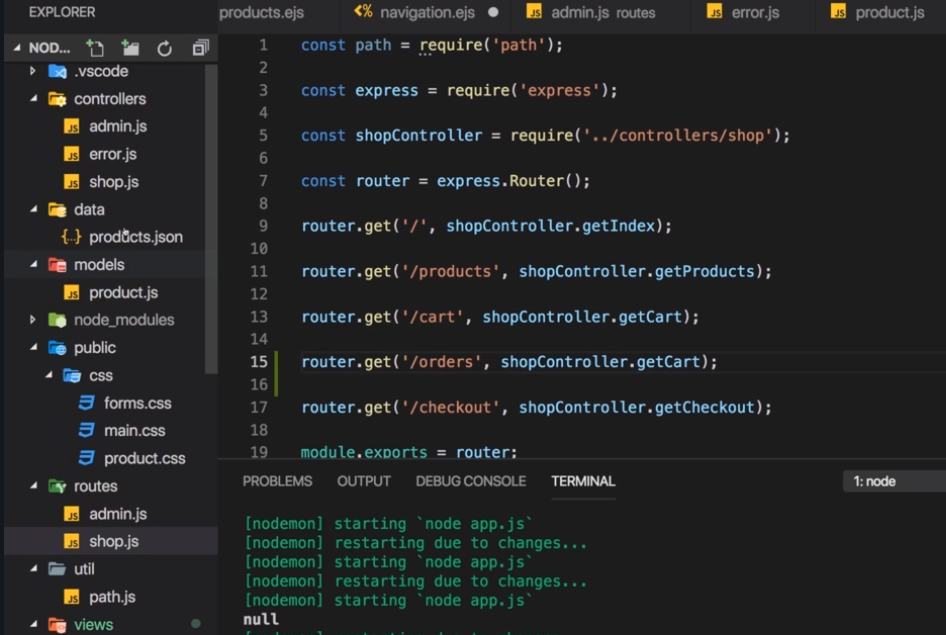 EXPLORER
products.ejs
navigation.ejs
admin.js routes
error.js
product.js
NOD...
.vscode
controllers
admin.js
error.js
shop.js
data
products.json
models
product.js
node_modules
public
css
forms.css
main.css
product.css
routes
admin.js
shop.js
util
path.js
views
1 const path = require('path');
2
3 const express = require('express');
4
5 const shopController = require('../controllers/shop');
6
7 const router = express.Router();
8
9 router.get('/', shopController.getIndex);
10
11 router.get('/products', shopController.getProducts);
12
13 router.get('/cart', shopController.getCart);
14
15 router.get('/orders', shopController.getCart);
16
17 router.get('/checkout', shopController.getCheckout);
18
19 module.exports = router;
PROBLEMS OUTPUT DEBUG CONSOLE TERMINAL 1: node
[nodemon] starting `node app.js`
[nodemon] restarting due to changes...
[nodemon] starting `node app.js`
[nodemon] restarting due to changes...
[nodemon] starting `node app.js`
null